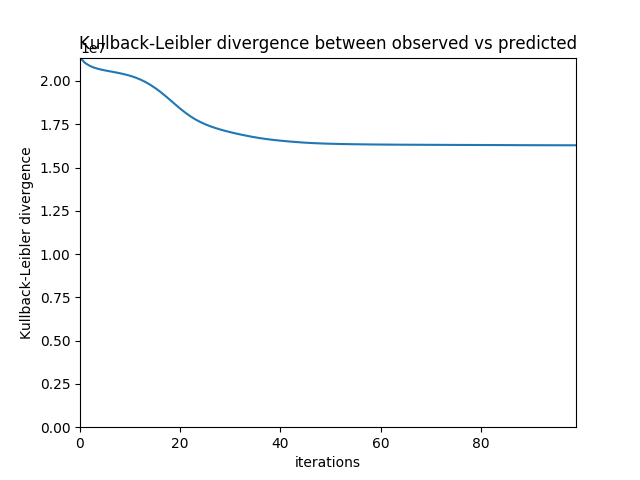 Kullback-Leibler divergence between observed vs predicted
1e7
2.00
1.75
1.50
1.25
1.00
0.75
0.50
0.25
0.00
Kullback-Leibler divergence
0 20 40 60 80
iterations